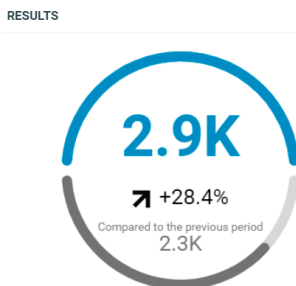 RESULTS
2.9K
+28.4%
Compared to the previous period
2.3K